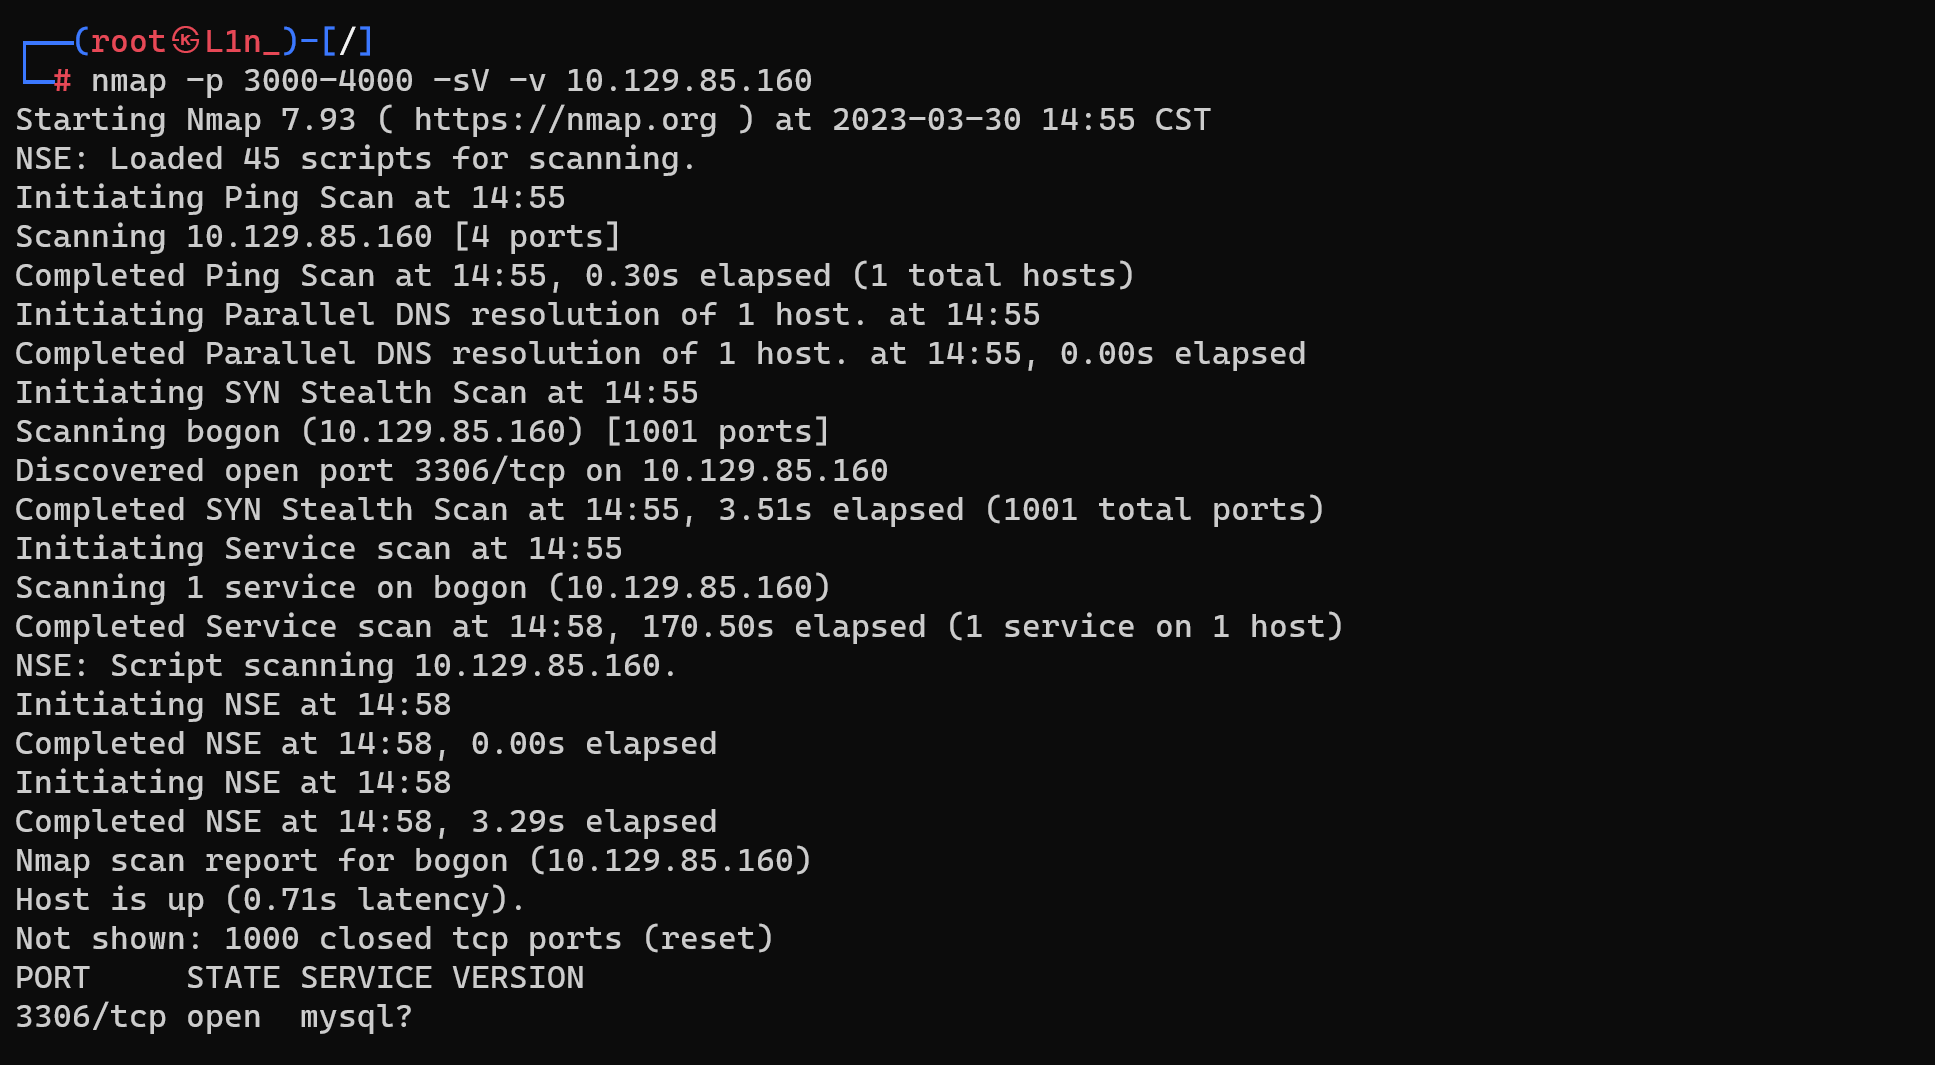 ┌──(root㉿L1n_)-[/]
└─# nmap -p 3000-4000 -sV -v 10.129.85.160
Starting Nmap 7.93 ( https://nmap.org ) at 2023-03-30 14:55 CST
NSE: Loaded 45 scripts for scanning.
Initiating Ping Scan at 14:55
Scanning 10.129.85.160 [4 ports]
Completed Ping Scan at 14:55, 0.30s elapsed (1 total hosts)
Initiating Parallel DNS resolution of 1 host. at 14:55
Completed Parallel DNS resolution of 1 host. at 14:55, 0.00s elapsed
Initiating SYN Stealth Scan at 14:55
Scanning bogon (10.129.85.160) [1001 ports]
Discovered open port 3306/tcp on 10.129.85.160
Completed SYN Stealth Scan at 14:55, 3.51s elapsed (1001 total ports)
Initiating Service scan at 14:55
Scanning 1 service on bogon (10.129.85.160)
Completed Service scan at 14:58, 170.50s elapsed (1 service on 1 host)
NSE: Script scanning 10.129.85.160.
Initiating NSE at 14:58
Completed NSE at 14:58, 0.00s elapsed
Initiating NSE at 14:58
Completed NSE at 14:58, 3.29s elapsed
Nmap scan report for bogon (10.129.85.160)
Host is up (0.71s latency).
Not shown: 1000 closed tcp ports (reset)
PORT     STATE SERVICE VERSION
3306/tcp open  mysql?